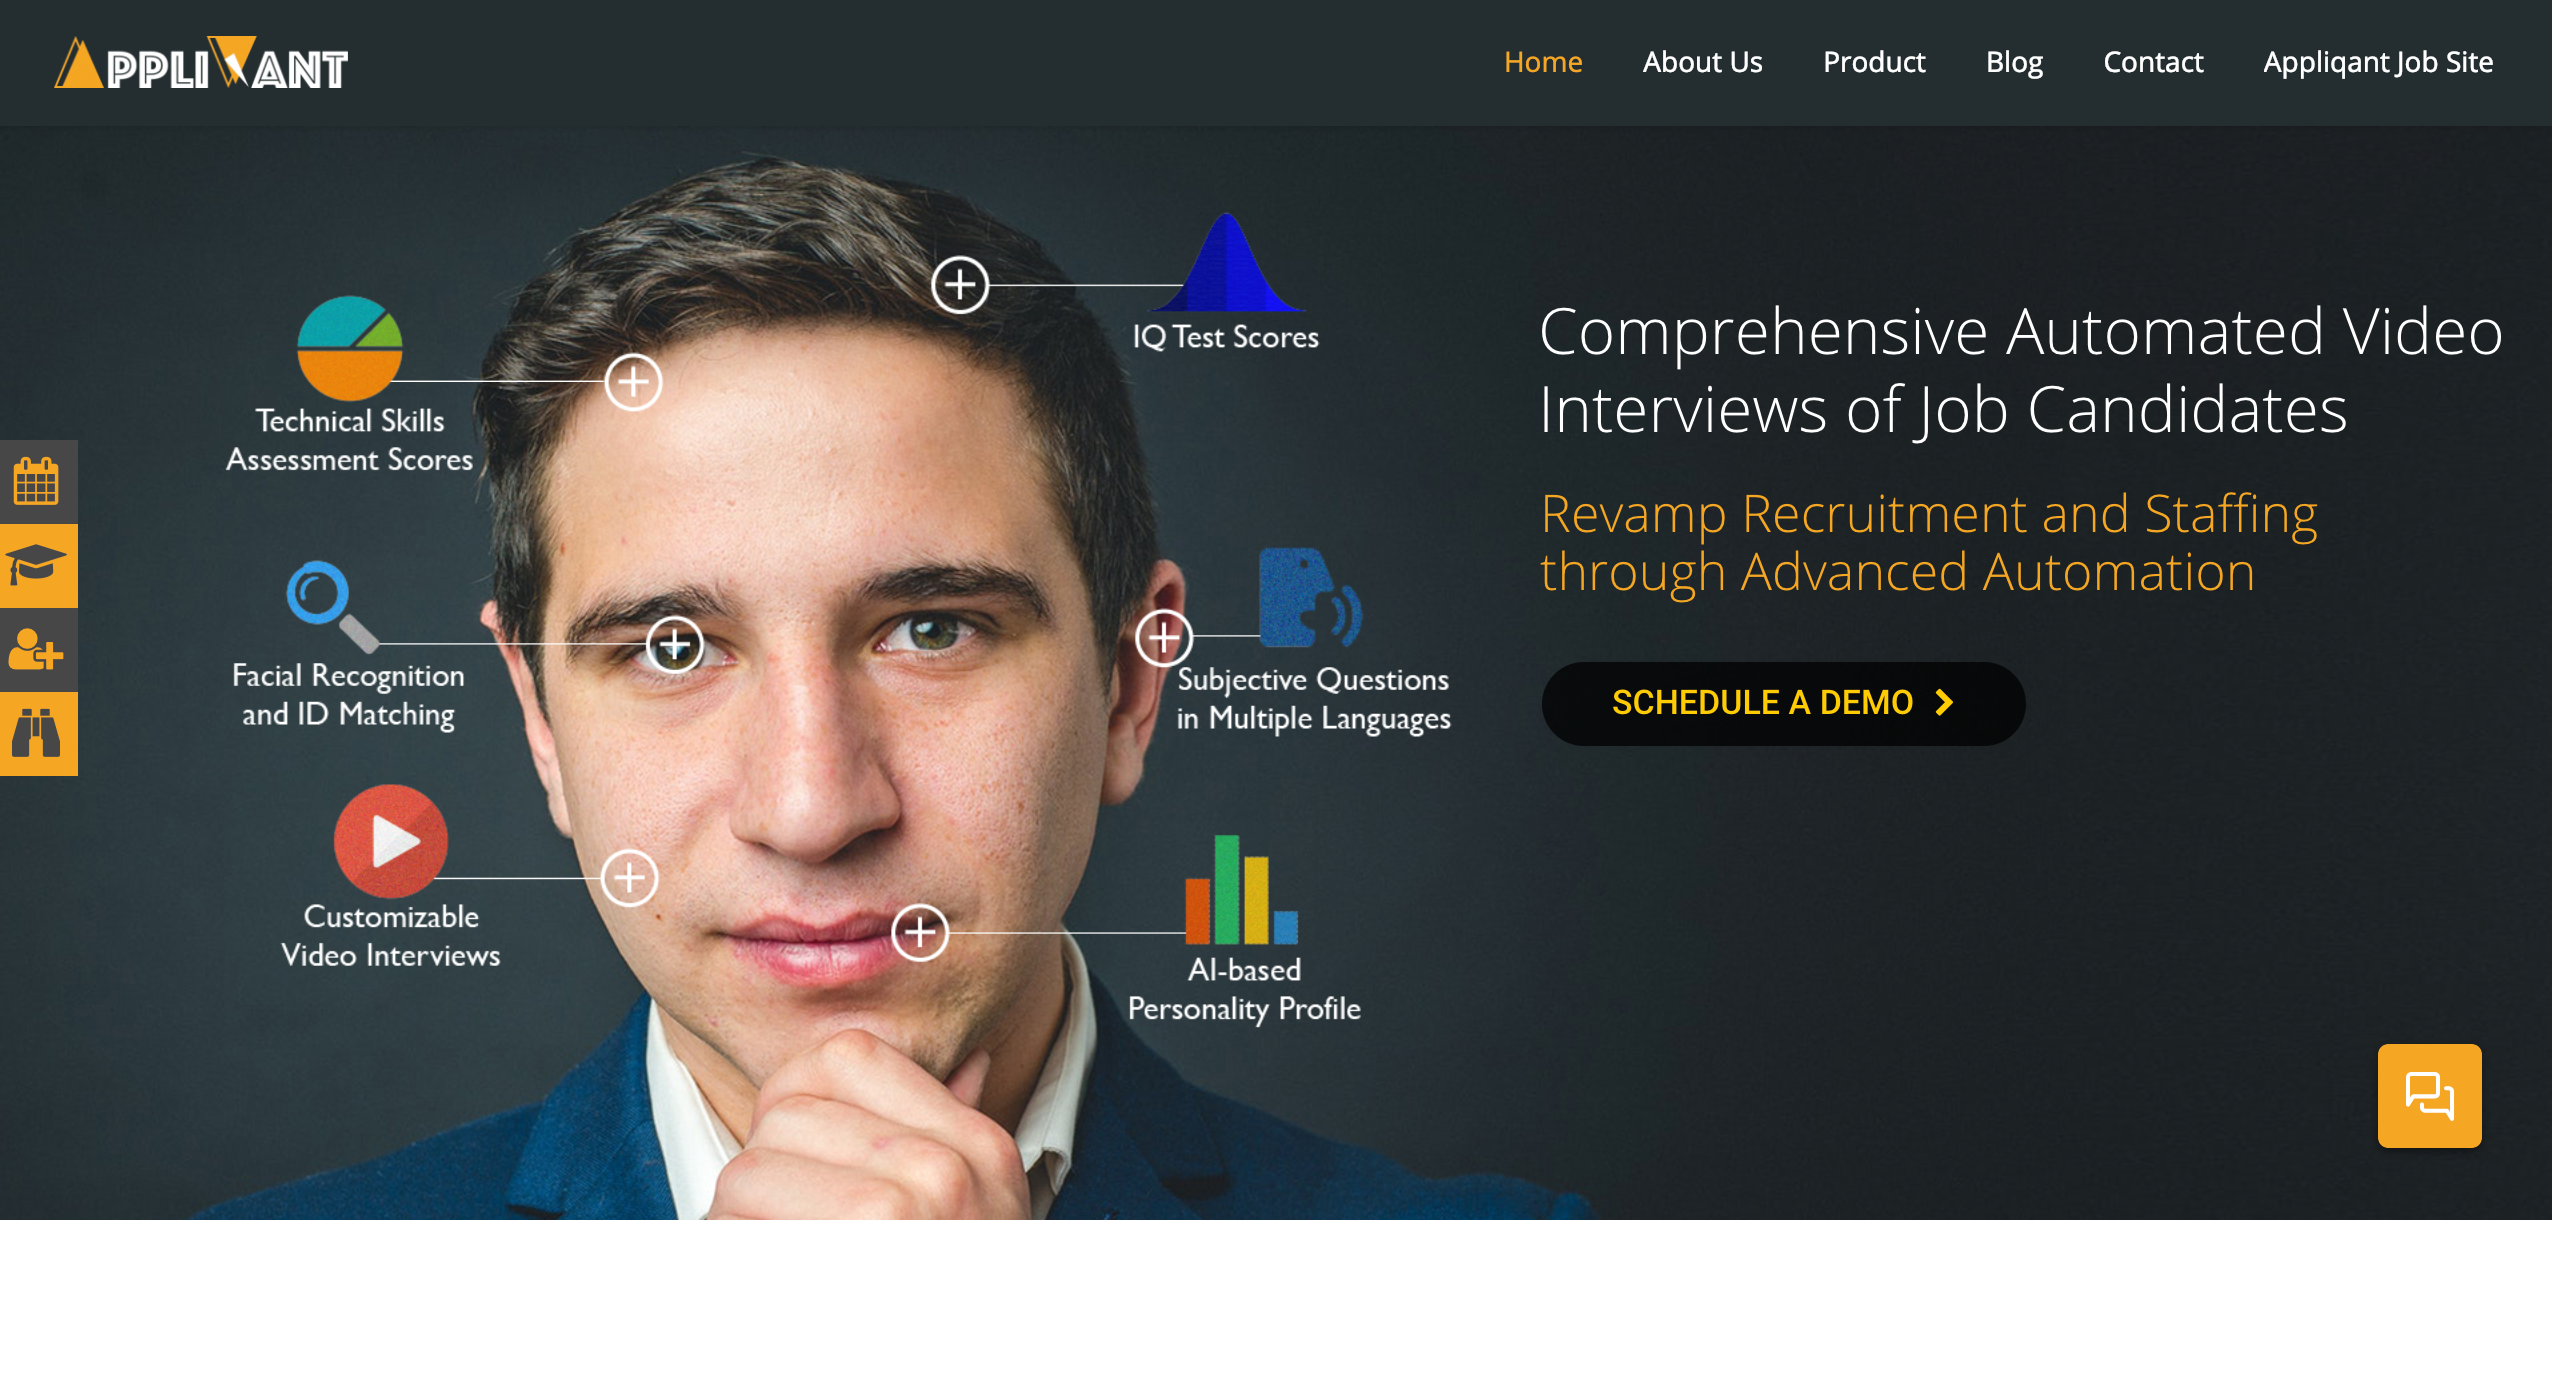 APPLIQANT
Home
About Us
Product
Blog
Contact
Appliqant Job Site
IQ Test Scores
Technical Skills
Assessment Scores
Facial Recognition
and ID Matching
Subjective Questions
in Multiple Languages
Customizable
Video Interviews
AI-based
Personality Profile
Comprehensive Automated Video
Interviews of Job Candidates
Revamp Recruitment and Staffing
through Advanced Automation
SCHEDULE A DEMO